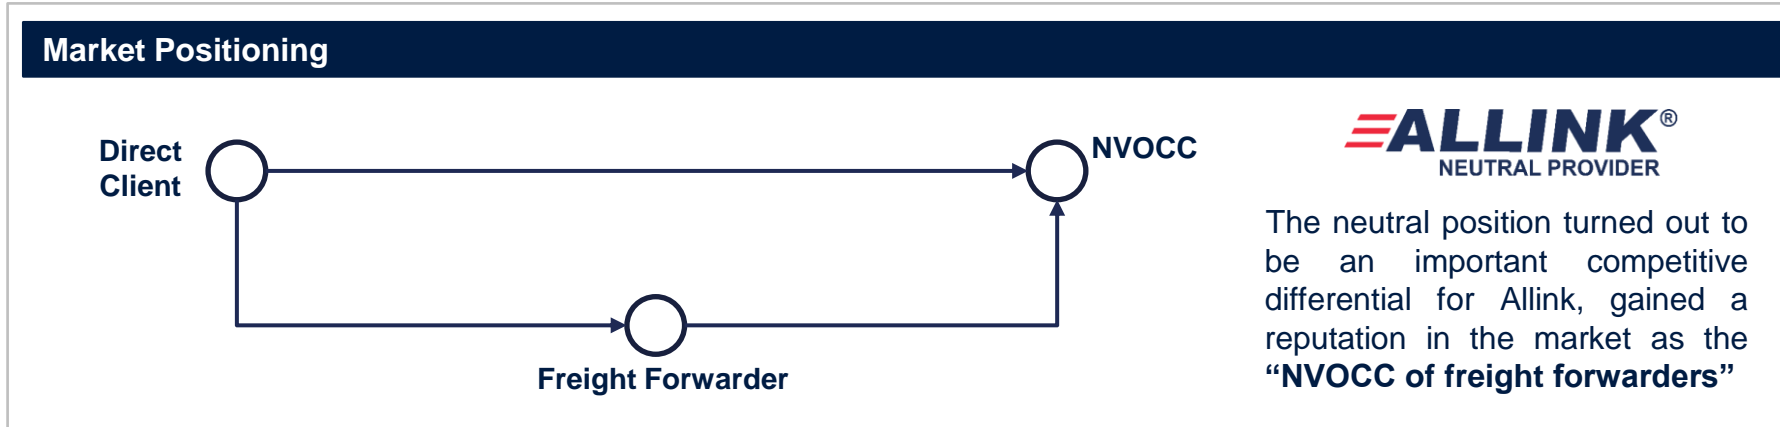 Market Positioning
Direct
Client
NVOCC
Freight Forwarder
ALLINK®
NEUTRAL PROVIDER
The neutral position turned out to
be an important competitive
differential for Allink, gained a
reputation in the market as the
“NVOCC of freight forwarders”